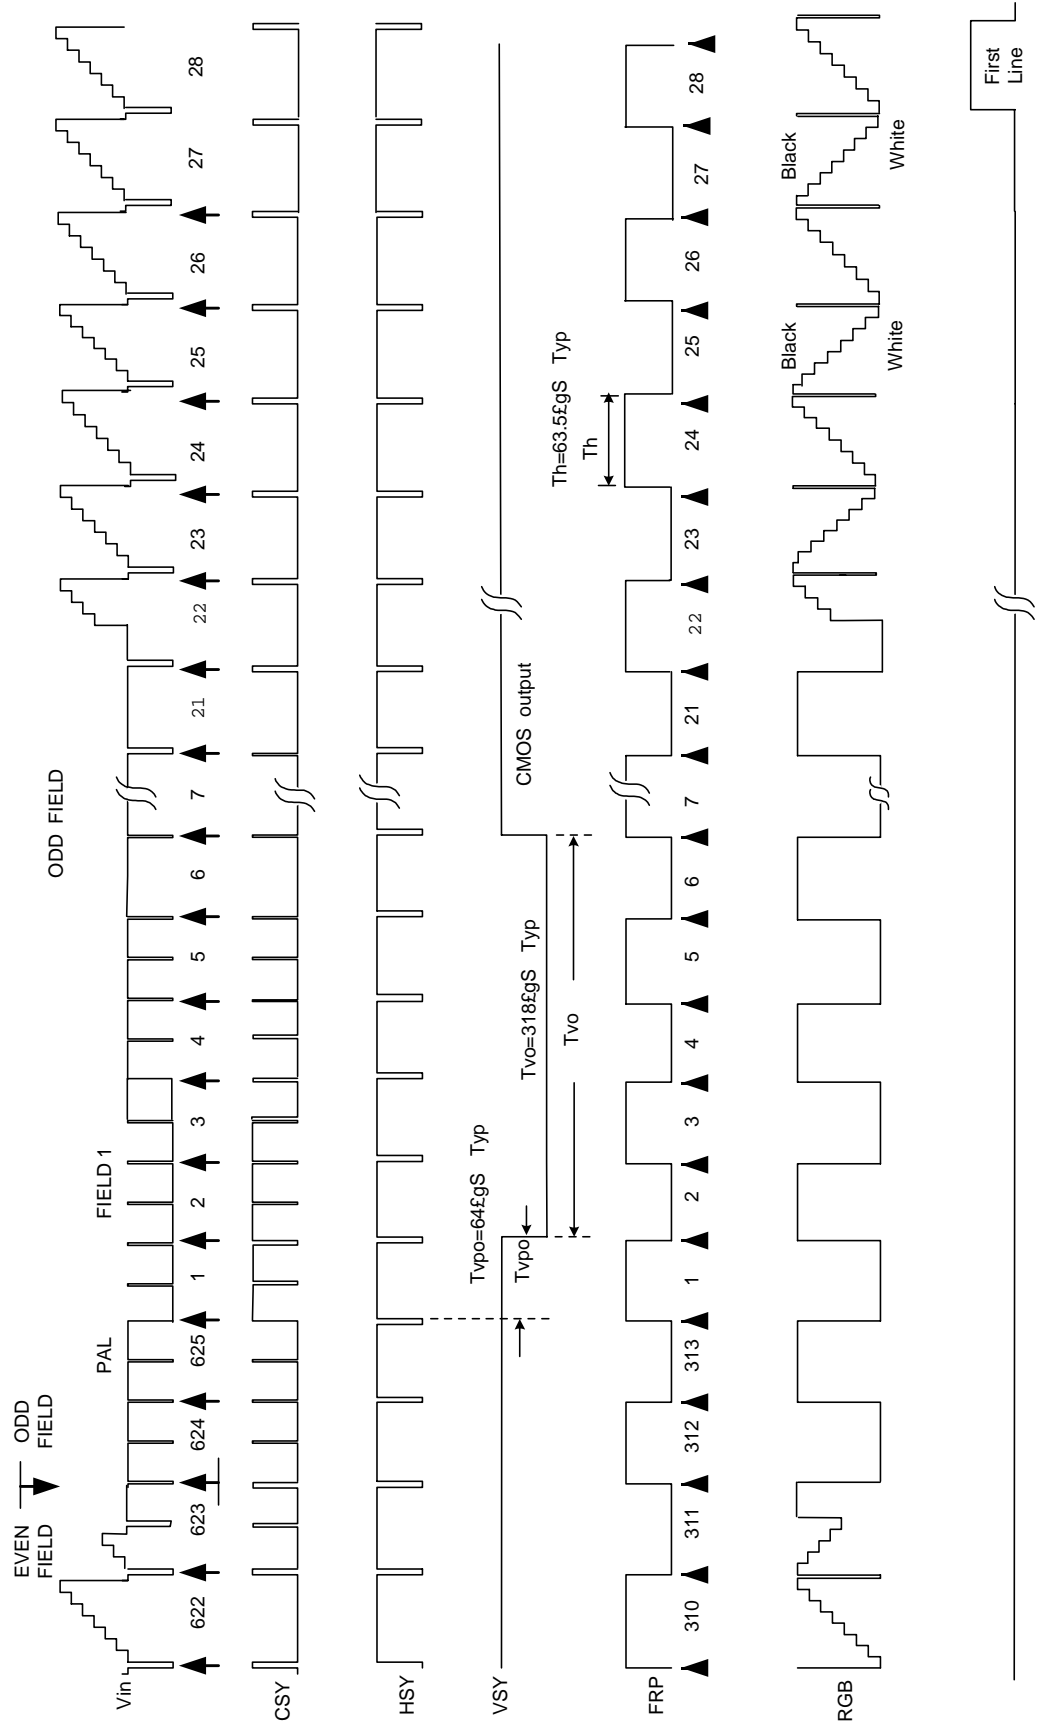 EVEN FIELD
ODD FIELD
PAL
FIELD 1
ODD FIELD
Vin
622 623 624 625 1 2 3 4 5 6 7 21 22 23 24 25 26 27 28
CSY
HSY
VSY
Tvpo=64£gS Typ
Tvpo
Tvo=318£gS Typ
Tvo
CMOS output
Th=63.5£gS Typ
Th
FRP
310 311 312 313 1 2 3 4 5 6 7 21 22 23 24 25 26 27 28
RGB
Black
White
Black
White
First
Line